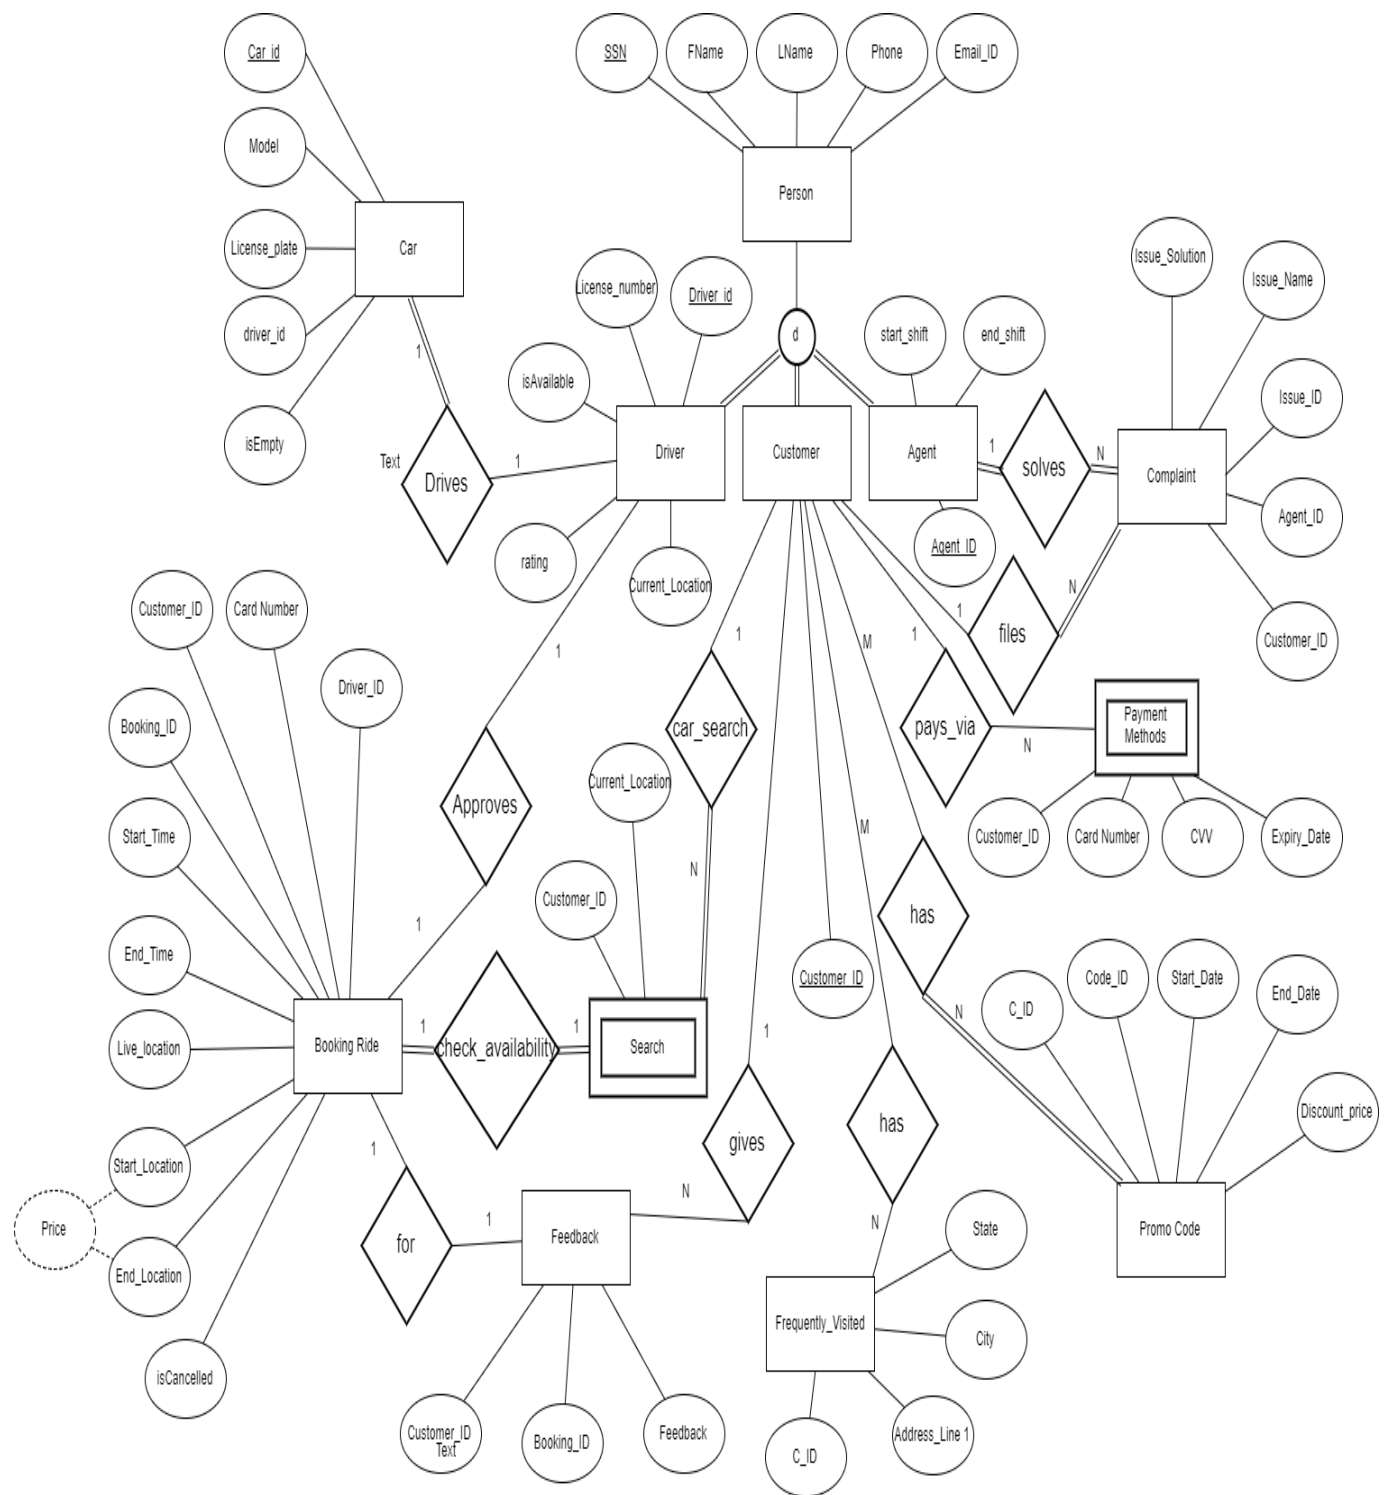 Car_id
SSN
FName
LName
Phone
Email_ID
Model
Person
License_plate
Car
Issue_Solution
Issue_Name
License_number
Driver_id
driver_id
d
start_shift
end_shift
1
isAvailable
Issue_ID
isEmpty
Text
Drives
1
Driver
Customer
Agent
1
solves
N
Complaint
Agent_ID
rating
Current_Location
Agent_ID
Customer_ID
Card Number
N
1
files
1
1
M
Customer_ID
1
Driver_ID
Booking_ID
car_search
pays_via
N
Payment
Methods
Current_Location
Approves
Start_Time
M
Customer_ID
Card Number
CVV
Expiry_Date
N
Customer_ID
has
1
End_Time
Customer_ID
Code_ID
Start_Date
End_Date
C_ID
N
Live_location
Booking Ride
1
check_availability
1
Search
1
has
Discount_price
1
gives
Start_Location
N
Price
for
1
Feedback
N
State
Promo Code
End_Location
Frequently_Visited
City
isCancelled
Customer_ID
Text
Booking_ID
Feedback
C_ID
Address_Line 1